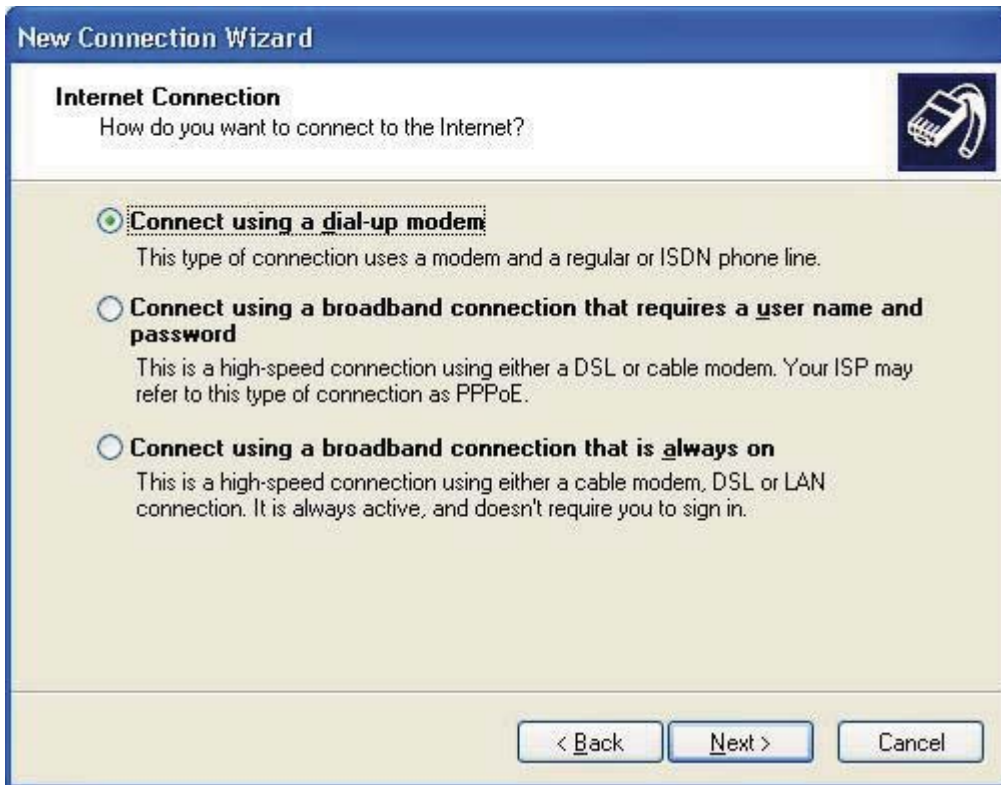 New Connection Wizard
Internet Connection
How do you want to connect to the Internet?
Connect using a dial-up modem
This type of connection uses a modem and a regular or ISDN phone line.
Connect using a broadband connection that requires a user name and
password
This is a high-speed connection using either a DSL or cable modem. Your ISP may
refer to this type of connection as PPPoE.
Connect using a broadband connection that is always on
This is a high-speed connection using either a cable modem, DSL or LAN
connection. It is always active, and doesn't require you to sign in.
< Back
Next >
Cancel